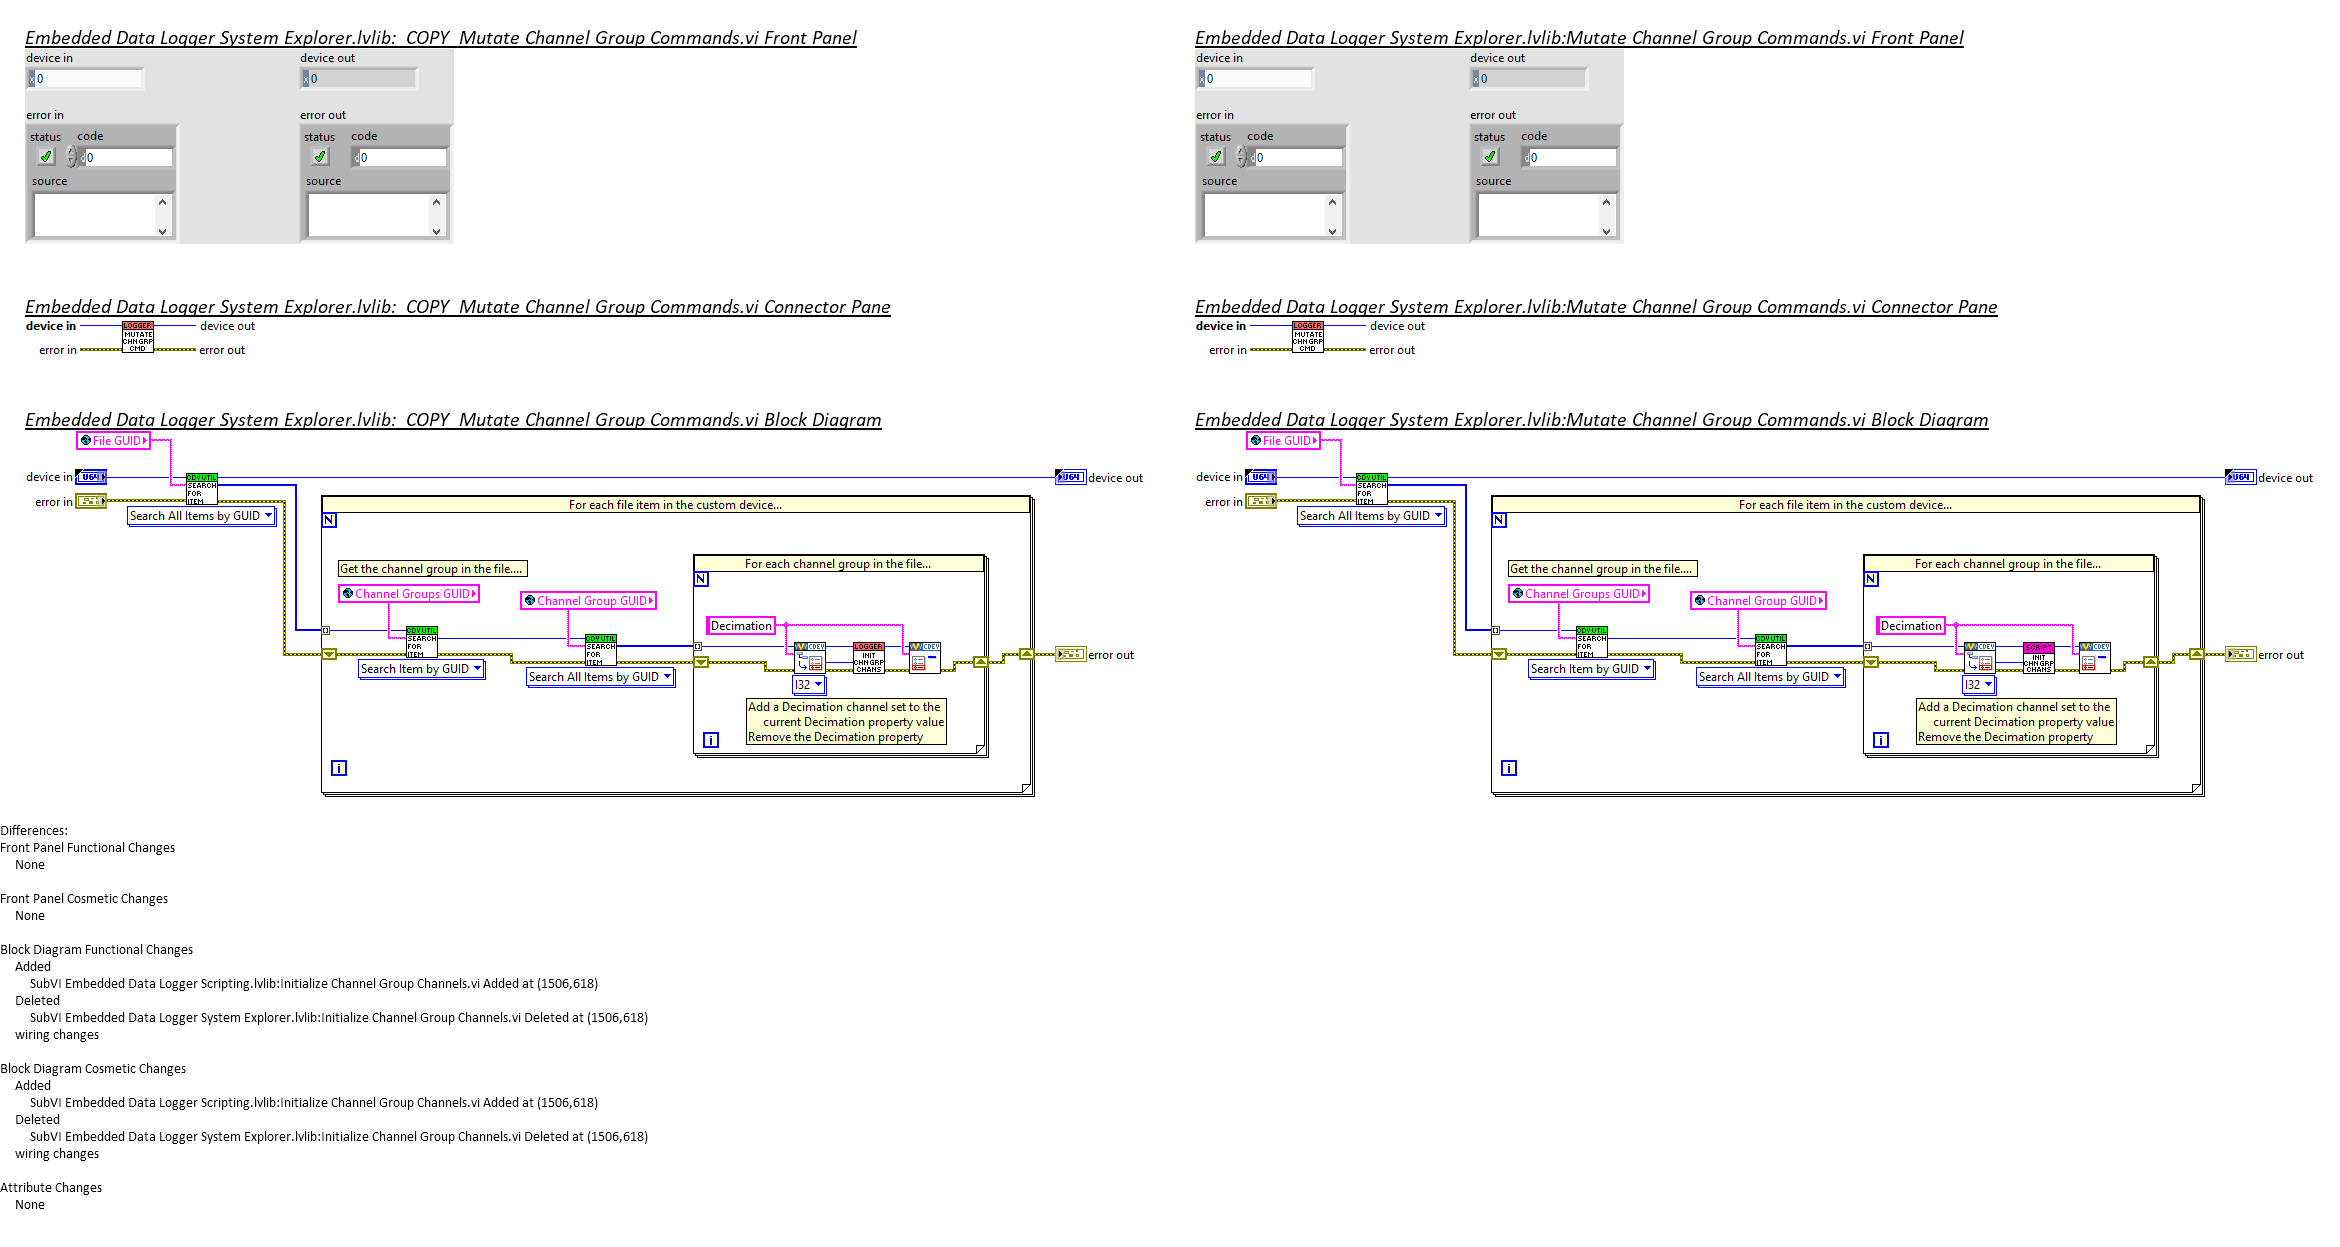 Embedded Data Logger System Explorer.lvlib:_COPY_Mutate Channel Group Commands.vi Front Panel
device in
device out
x 0
x 0
error in
error out
status code
status code
d 0
d 0
source
source
Embedded Data Logger System Explorer.lvlib:_COPY_Mutate Channel Group Commands.vi Connector Pane
device in
LOGGER
MUTATE
CHN GRP
CMD
device out
error in
error out
Embedded Data Logger System Explorer.lvlib:_COPY_Mutate Channel Group Commands.vi Block Diagram
File GUID
device in
U64
CDV UTIL
SEARCH
FOR
ITEM
U64
device out
error in
Search All Items by GUID
For each file item in the custom device...
N
Get the channel group in the file....
For each channel group in the file...
N
Channel Groups GUID
Channel Group GUID
Decimation
CDV UTIL
SEARCH
FOR
ITEM
CDV UTIL
SEARCH
FOR
ITEM
CDEV
LOGGER
INIT
CHN GRP
CHANS
CDEV
error out
Search Item by GUID
Search All Items by GUID
I32
Add a Decimation channel set to the
current Decimation property value
Remove the Decimation property
i
i
Embedded Data Logger System Explorer.lvlib:Mutate Channel Group Commands.vi Front Panel
device in
device out
x 0
x 0
error in
error out
status code
status code
d 0
d 0
source
source
Embedded Data Logger System Explorer.lvlib:Mutate Channel Group Commands.vi Connector Pane
device in
LOGGER
MUTATE
CHN GRP
CMD
device out
error in
error out
Embedded Data Logger System Explorer.lvlib:Mutate Channel Group Commands.vi Block Diagram
File GUID
device in
U64
CDV UTIL
SEARCH
FOR
ITEM
U64
device out
error in
Search All Items by GUID
For each file item in the custom device...
N
Get the channel group in the file....
For each channel group in the file...
N
Channel Groups GUID
Channel Group GUID
Decimation
CDV UTIL
SEARCH
FOR
ITEM
CDV UTIL
SEARCH
FOR
ITEM
CDEV
SCRIPT
INIT
CHN GRP
CHANS
CDEV
error out
Search Item by GUID
Search All Items by GUID
I32
Add a Decimation channel set to the
current Decimation property value
Remove the Decimation property
i
i
Differences:
Front Panel Functional Changes
None
Front Panel Cosmetic Changes
None
Block Diagram Functional Changes
Added
SubVI Embedded Data Logger Scripting.lvlib:Initialize Channel Group Channels.vi Added at (1506,618)
Deleted
SubVI Embedded Data Logger System Explorer.lvlib:Initialize Channel Group Channels.vi Deleted at (1506,618)
wiring changes
Block Diagram Cosmetic Changes
Added
SubVI Embedded Data Logger Scripting.lvlib:Initialize Channel Group Channels.vi Added at (1506,618)
Deleted
SubVI Embedded Data Logger System Explorer.lvlib:Initialize Channel Group Channels.vi Deleted at (1506,618)
wiring changes
Attribute Changes
None